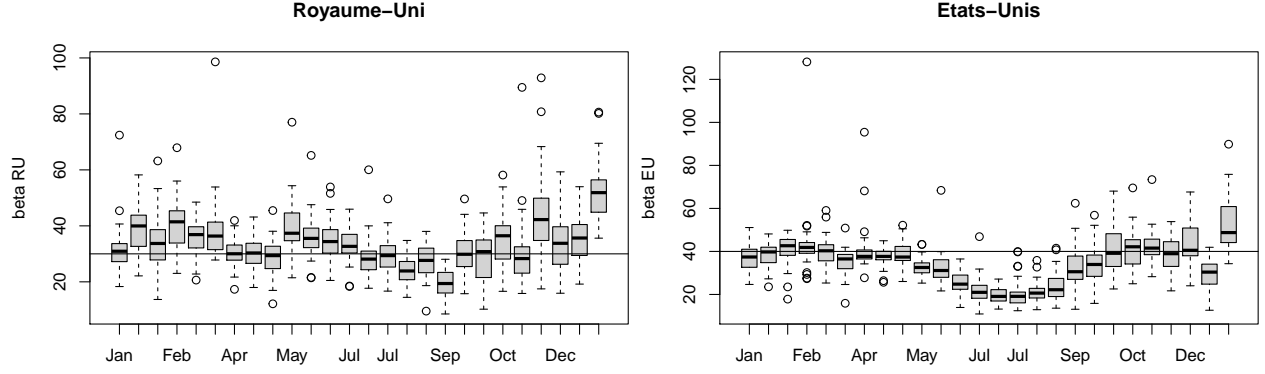 Royaume−Uni
beta RU
100
80
60
40
20
Jan Feb Apr May Jul Jul Sep Oct Dec
Etats−Unis
beta EU
120
100
80
60
40
20
Jan Feb Apr May Jul Jul Sep Oct Dec